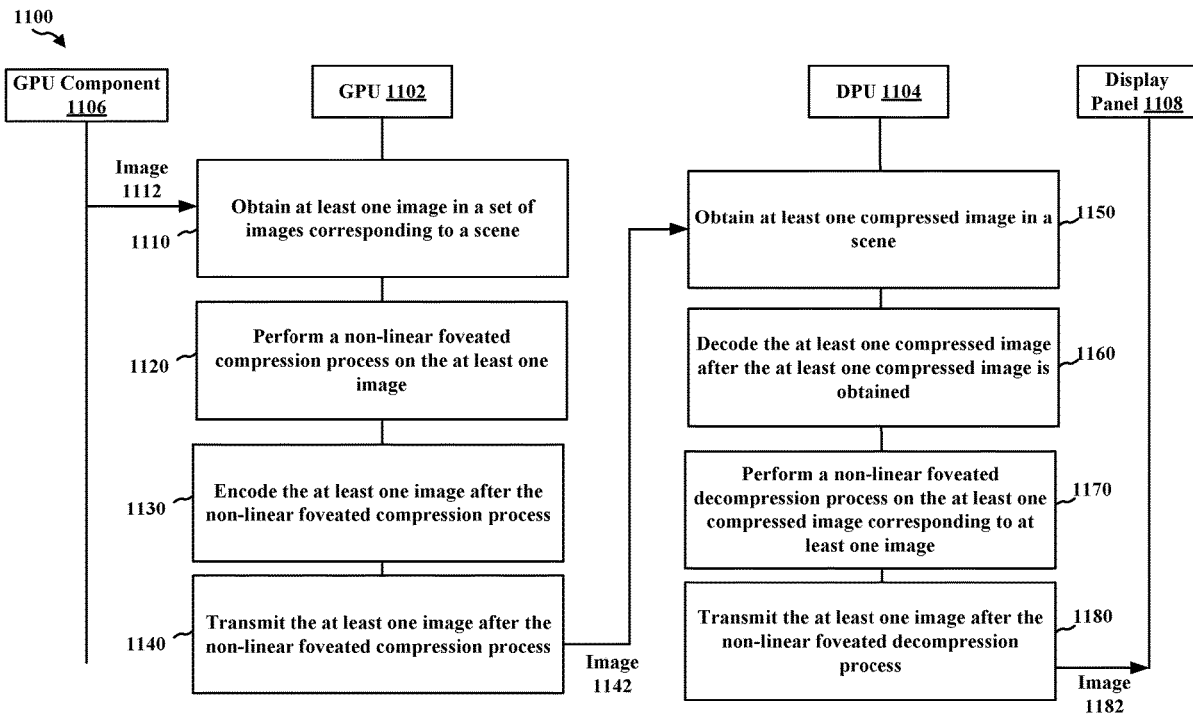 1100
GPU Component
1106
GPU 1102
DPU 1104
Display
Panel 1108
Image
1112
Obtain at least one image in a set of
images corresponding to a scene
1110
Perform a non-linear foveated
compression process on the at least one
image
1120
Encode the at least one image after the
non-linear foveated compression process
1130
Transmit the at least one image after the
non-linear foveated compression process
1140
Image
1142
Obtain at least one compressed image in a
scene
1150
Decode the at least one compressed image
after the at least one compressed image is
obtained
1160
Perform a non-linear foveated
decompression process on the at least one
compressed image corresponding to at
least one image
1170
Transmit the at least one image after the
non-linear foveated decompression
process
1180
Image
1182